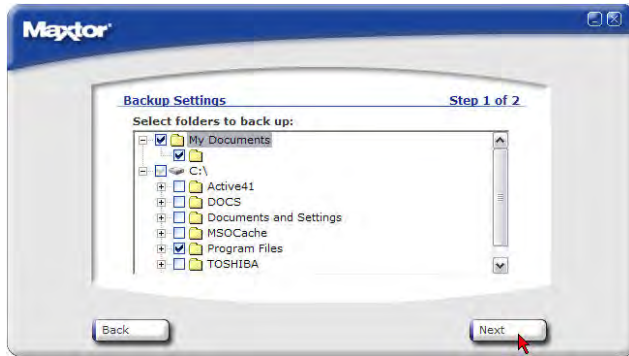 Maxtor
Backup Settings Step 1 of 2
Select folders to back up:
My Documents
C:\
Active41
DOCS
Documents and Settings
MSOCache
Program Files
TOSHIBA
Back Next